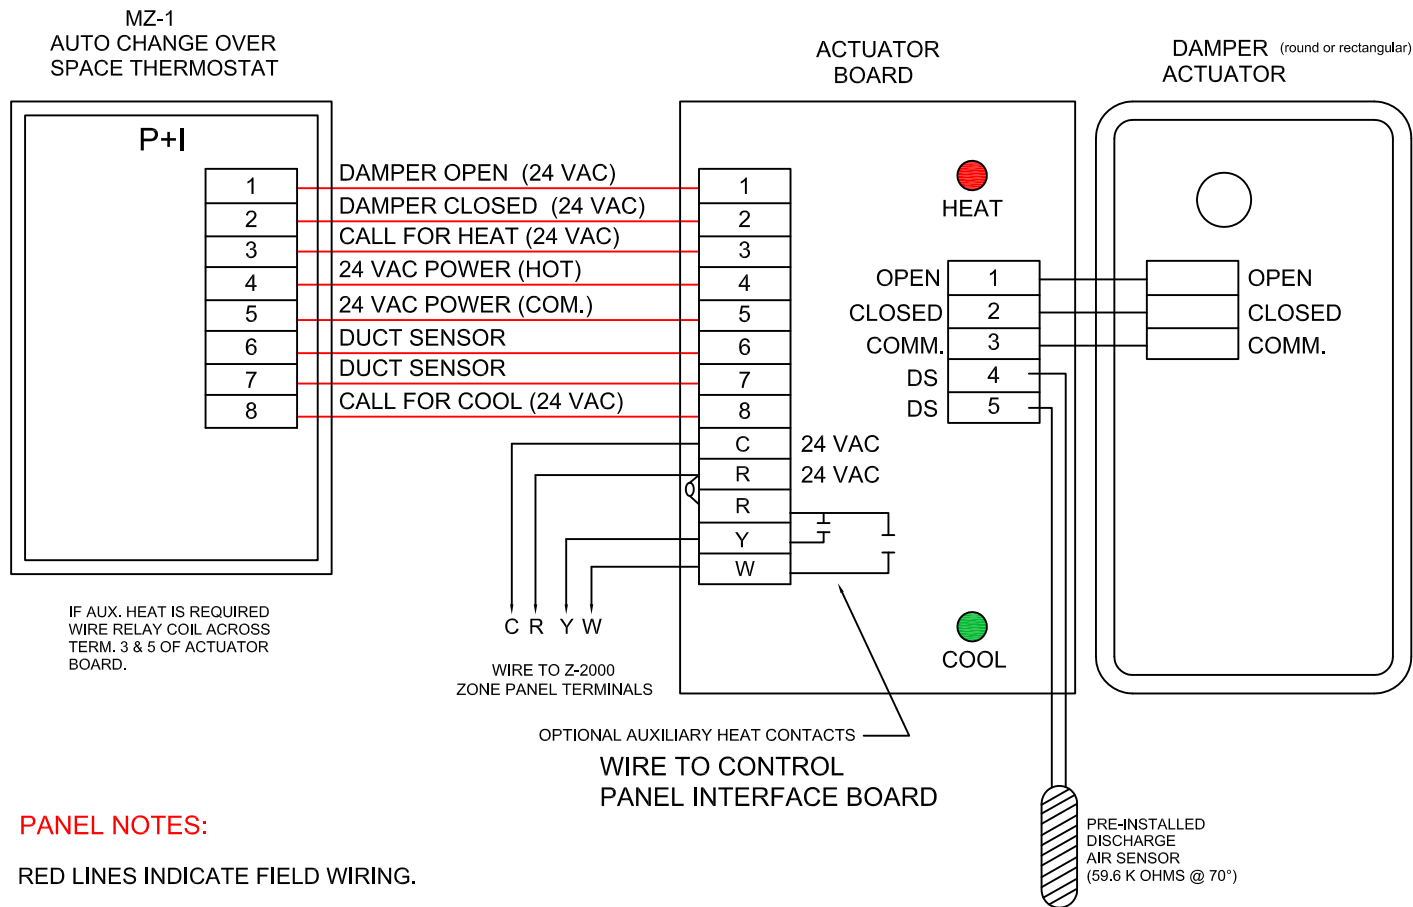 MZ-1
AUTO CHANGE OVER
SPACE THERMOSTAT
ACTUATOR
BOARD
DAMPER (round or rectangular)
ACTUATOR
P+I
1 DAMPER OPEN (24 VAC) 1
2 DAMPER CLOSED (24 VAC) 2
3 CALL FOR HEAT (24 VAC) 3
4 24 VAC POWER (HOT) 4
5 24 VAC POWER (COM.) 5
6 DUCT SENSOR 6
7 DUCT SENSOR 7
8 CALL FOR COOL (24 VAC) 8
C 24 VAC
R 24 VAC
R
Y
W
HEAT
OPEN 1 OPEN
CLOSED 2 CLOSED
COMM. 3 COMM.
DS 4
DS 5
COOL
IF AUX. HEAT IS REQUIRED
WIRE RELAY COIL ACROSS
TERM. 3 & 5 OF ACTUATOR
BOARD.
C R Y W
WIRE TO Z-2000
ZONE PANEL TERMINALS
OPTIONAL AUXILIARY HEAT CONTACTS
WIRE TO CONTROL
PANEL INTERFACE BOARD
PRE-INSTALLED
DISCHARGE
AIR SENSOR
(59.6 K OHMS @ 70°)
PANEL NOTES:
RED LINES INDICATE FIELD WIRING.